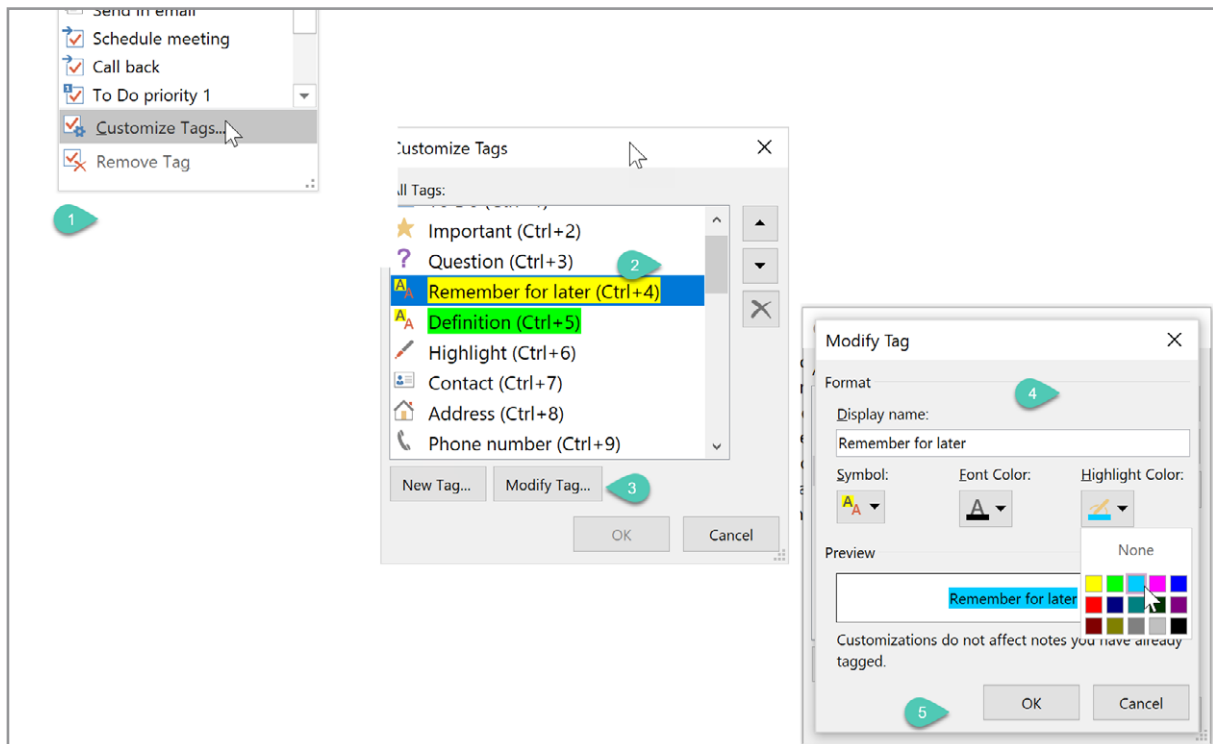 Send in email
Schedule meeting
Call back
To Do priority 1
Customize Tags...
Remove Tag
1
Customize Tags
All Tags:
Important (Ctrl+2)
Question (Ctrl+3)
2
Remember for later (Ctrl+4)
Definition (Ctrl+5)
Highlight (Ctrl+6)
Contact (Ctrl+7)
Address (Ctrl+8)
Phone number (Ctrl+9)
New Tag...
Modify Tag...
3
OK
Cancel
Modify Tag
Format
4
Display name:
Remember for later
Symbol:
Font Color:
Highlight Color:
None
Preview
Remember for later
Customizations do not affect notes you have already
tagged.
5
OK
Cancel